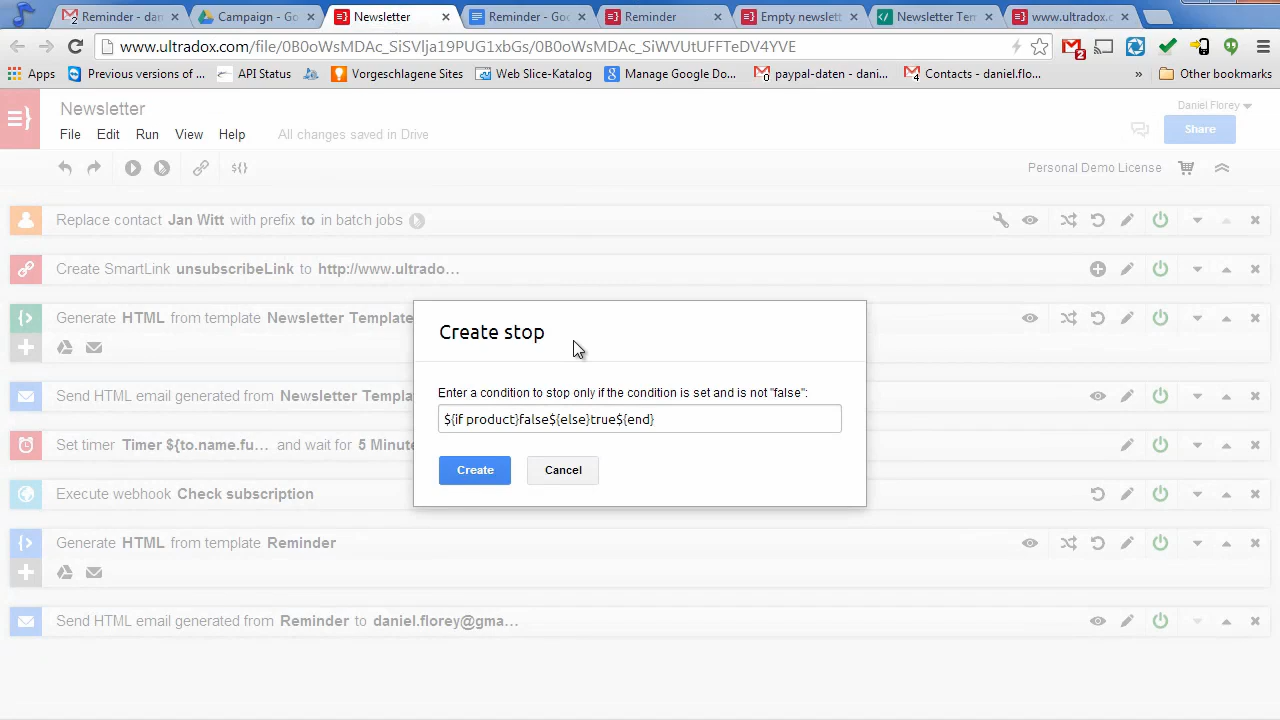 Reminder - dan
Campaign - Go
Newsletter
Reminder - Goo
Reminder
Empty newslett
Newsletter Tem
www.ultradox.c
www.ultradox.com/file/0B0oWsMDAc_SiSVlja19PUG1xbGs/0B0oWsMDAc_SiWVUtUFFTeDV4YVE
2
Apps
Previous versions of ...
API Status
Vorgeschlagene sites
Web Slice-Katalog
Manage Google Do...
paypal-daten - dani...
Contacts - daniel.flo...
»
Other bookmarks
Newsletter
Daniel Florey
File
Edit
Run
View
Help
All changes saved in Drive
Share
${}
Personal Demo License
Replace contact Jan Witt with prefix to in batch jobs
Create SmartLink unsubscribeLink to http://www.ultrado...
Generate HTML from template Newsletter Template
Send HTML email generated from Newsletter Templa
Set timer Timer ${to.name.fu... and wait for 5 Minute
Execute webhook Check subscription
Generate HTML from template Reminder
Send HTML email generated from Reminder to daniel.florey@gma...
Create stop
Enter a condition to stop only if the condition is set and is not "false":
${if product}false${else}true${end}
Create
Cancel